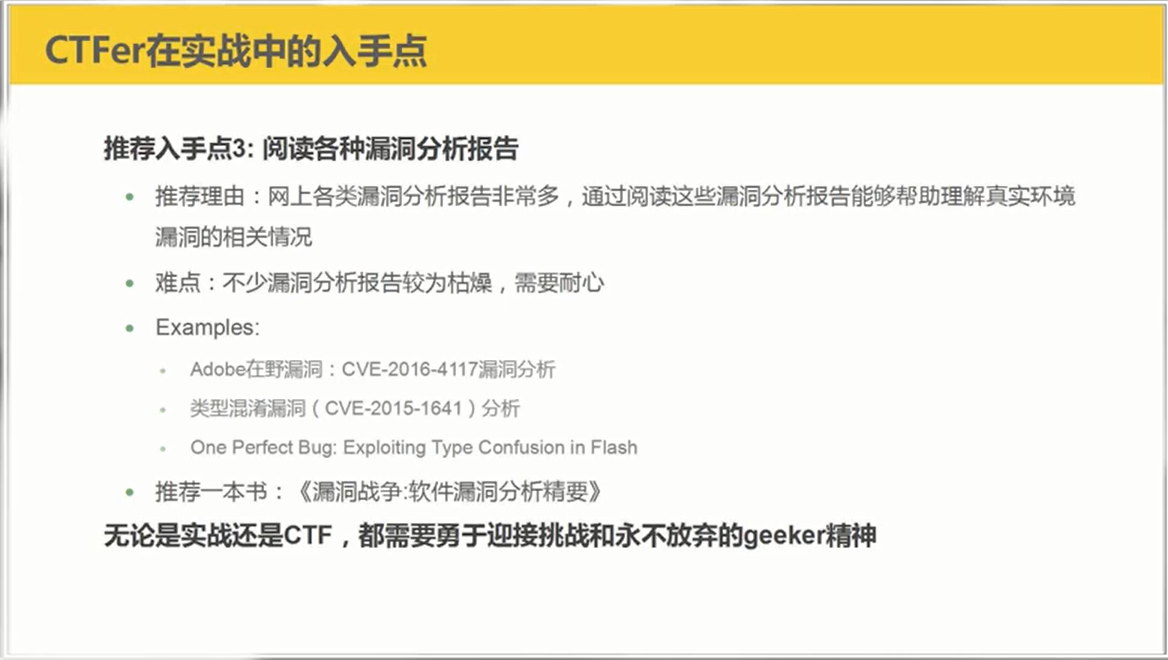 CTFer在实战中的入手点
推荐入手点3: 阅读各种漏洞分析报告
推荐理由：网上各类漏洞分析报告非常多，通过阅读这些漏洞分析报告能够帮助理解真实环境
漏洞的相关情况
难点：不少漏洞分析报告较为枯燥，需要耐心
Examples:
Adobe在野漏洞：CVE-2016-4117漏洞分析
类型混淆漏洞（CVE-2015-1641）分析
One Perfect Bug: Exploiting Type Confusion in Flash
推荐一本书：《漏洞战争:软件漏洞分析精要》
无论是实战还是CTF，都需要勇于迎接挑战和永不放弃的geeker精神